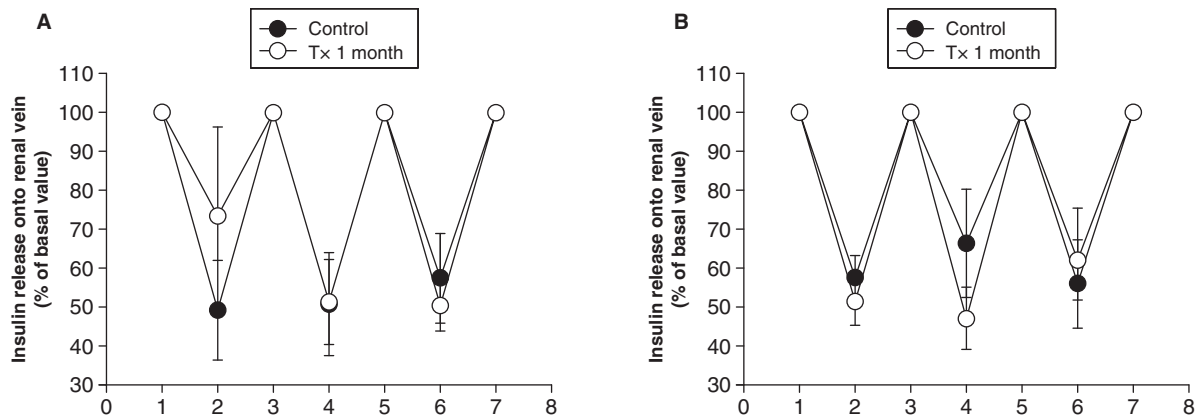 A
Control
T× 1 month
Insulin release onto renal vein
(% of basal value)
110
100
90
80
70
60
50
40
30
0 1 2 3 4 5 6 7 8
B
Control
T× 1 month
Insulin release onto renal vein
(% of basal value)
110
100
90
80
70
60
50
40
30
0 1 2 3 4 5 6 7 8